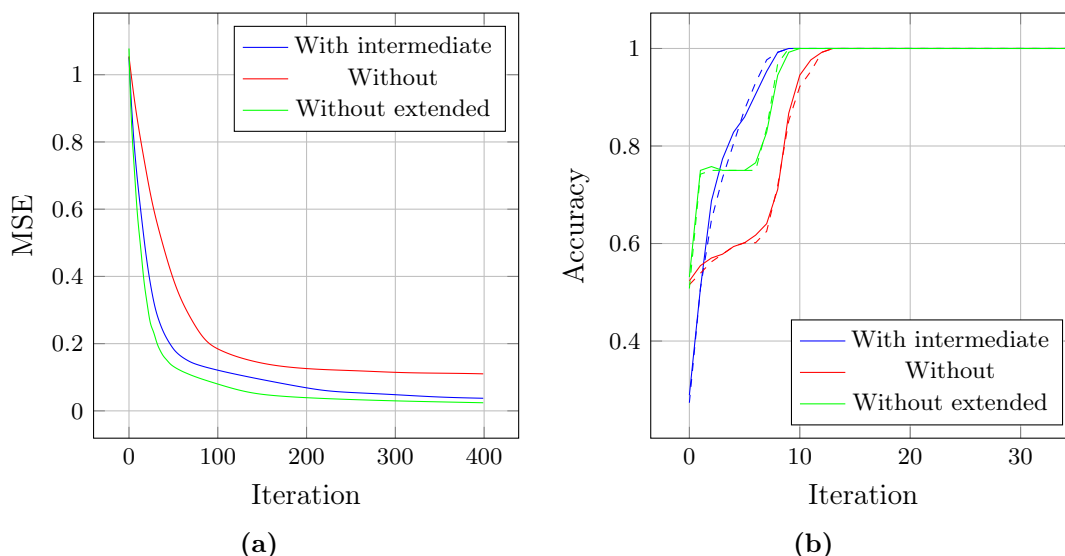 With intermediate
Without
Without extended
1
0.8
0.6
0.4
0.2
0
MSE
0
100
200
300
400
Iteration
(a)
1
0.8
0.6
0.4
Accuracy
With intermediate
Without
Without extended
0
10
20
30
Iteration
(b)